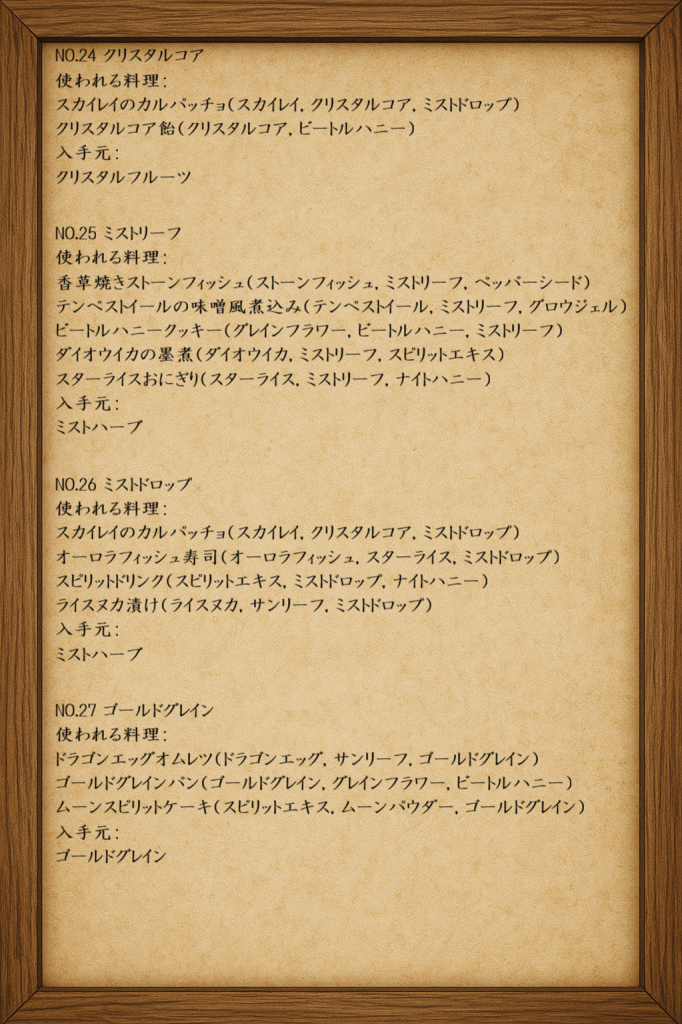 NO.24 クリスタルコア
使われる料理:
スカイレイのカルパッチョ(スカイレイ, クリスタルコア, ミストドロップ)
クリスタルコア飴(クリスタルコア, ビートルハニー)
入手元:
クリスタルフルーツ
NO.25 ミストリーフ
使われる料理:
香草焼きストーンフィッシュ(ストーンフィッシュ, ミストリーフ, ペッパーシード)
テンペストイールの味噌風煮込み(テンペストイール, ミストリーフ, グロウジェル)
ビートルハニークッキー(グレインフラワー, ビートルハニー, ミストリーフ)
ダイオウイカの墨煮(ダイオウイカ, ミストリーフ, スピリットエキス)
スターライスおにぎり(スターライス, ミストリーフ, ナイトハニー)
入手元:
ミストハーブ
NO.26 ミストドロップ
使われる料理:
スカイレイのカルパッチョ(スカイレイ, クリスタルコア, ミストドロップ)
オーロラフィッシュ寿司(オーロラフィッシュ, スターライス, ミストドロップ)
スピリットドリンク(スピリットエキス, ミストドロップ, ナイトハニー)
ライスヌカ漬け(ライスヌカ, サンリーフ, ミストドロップ)
入手元:
ミストハーブ
NO.27 ゴールドグレイン
使われる料理:
ドラゴンエッグオムレツ(ドラゴンエッグ, サンリーフ, ゴールドグレイン)
ゴールドグレインパン(ゴールドグレイン, グレインフラワー, ビートルハニー)
ムーンスピリットケーキ(スピリットエキス, ムーンパウダー, ゴールドグレイン)
入手元:
ゴールドグレイン